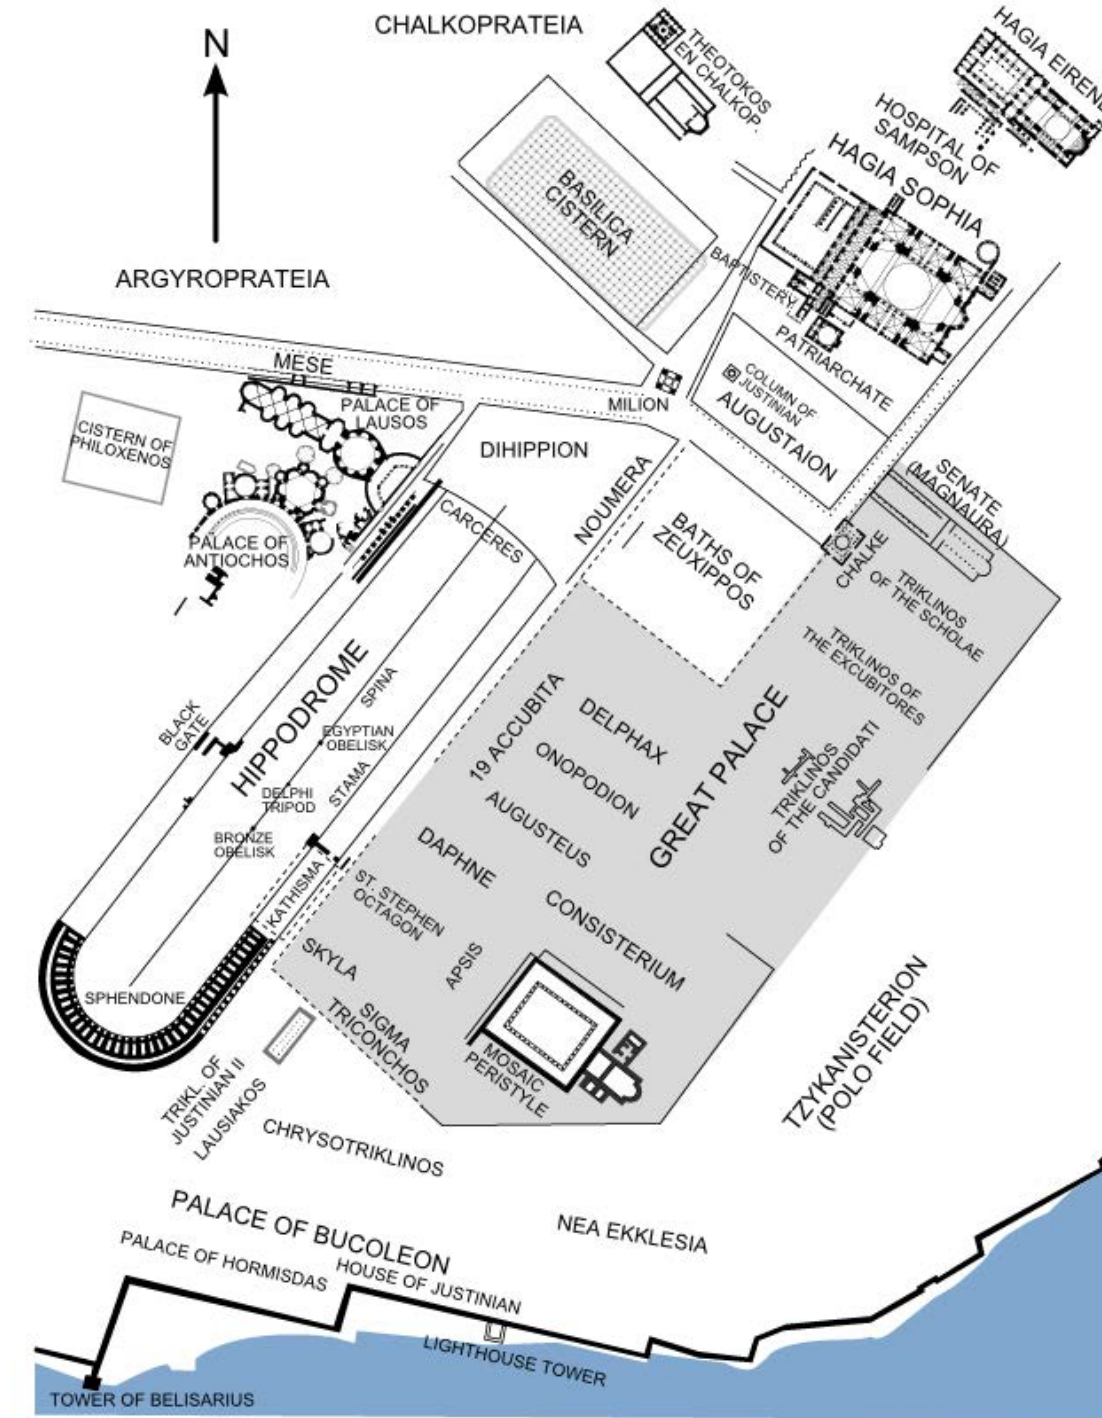 CHALKOPRATEIA
N
THEOTOKOS
EN CHALKOP.
HAGIA EIRENE
HOSPITAL OF
SAMPSON
HAGIA SOPHIA
BASILICA
CISTERN
BAPTISTERY
ARGYROPRATEIA
PATRIARCHATE
MESE
COLUMN OF
JUSTINIAN
AUGUSTAION
MILION
PALACE OF
LAUSOS
CISTERN OF
PHILOXENOS
DIHIPPION
NOUMERA
SENATE
(MAGNAURA)
CARCERES
BATHS OF
ZEUXIPPOS
CHALKE
PALACE OF
ANTIOCHOS
TRIKLINOS
OF THE SCHOLAE
TRIKLINOS OF
THE EXCUBITORES
HIPPODROME
SPINA
BLACK
GATE
EGYPTIAN
OBELISK
19 ACCUBITA
DELPHAX
GREAT PALACE
TRIKLINOS
OF THE CANDIDATI
ONOPODION
STAMA
DELPHI
TRIPOD
AUGUSTEUS
BRONZE
OBELISK
DAPHNE
KATHISMA
ST. STEPHEN
OCTAGON
CONSISTERIUM
SKYLA
APSIS
SPHENDONE
SIGMA
TRICONCHOS
MOSAIC
PERISTYLE
TZYKANISTERION
(POLO FIELD)
TRIKL. OF
JUSTINIAN II
LAUSIAKOS
CHRYSOTRIKLINOS
PALACE OF BUCOLEON
NEA EKKLESIA
PALACE OF HORMISDAS
HOUSE OF JUSTINIAN
LIGHTHOUSE TOWER
TOWER OF BELISARIUS